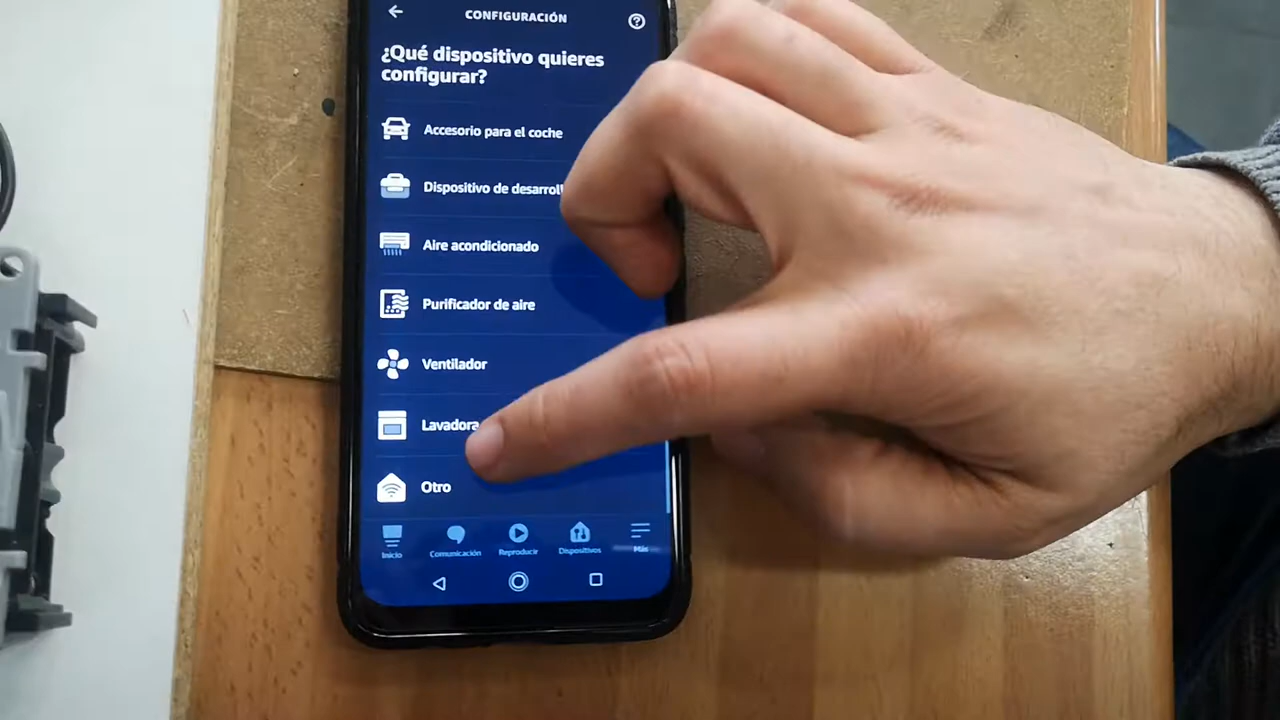 CONFIGURACIÓN
¿Qué dispositivo quieres
configurar?
Accesorio para el coche
Dispositivo de desarroll
Aire acondicionado
Purificador de aire
Ventilador
Lavadora
Otro
Inicio Comunicación Reproducir Dispositivos Más